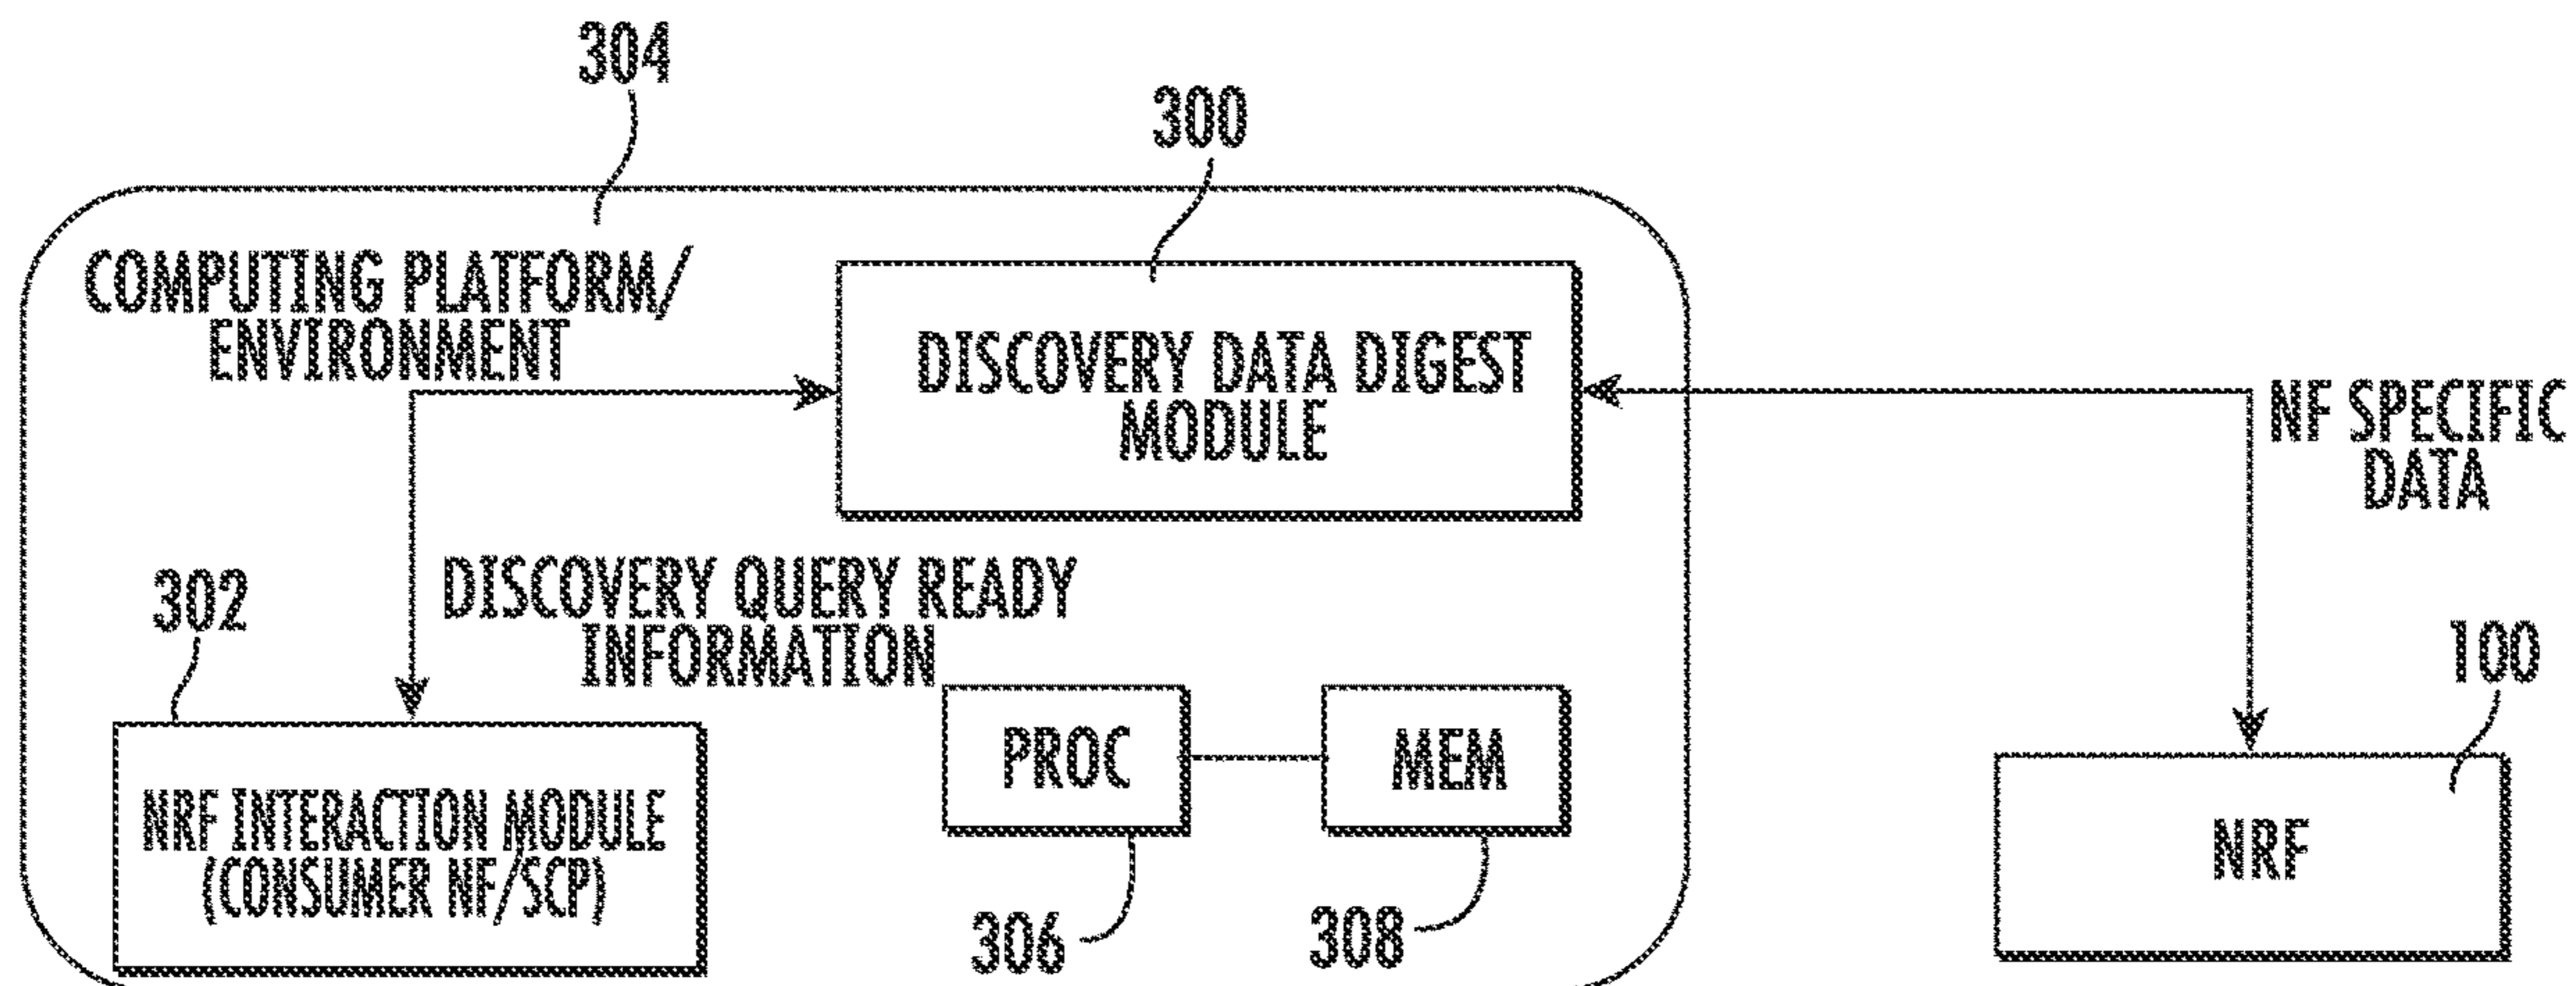 304
300
COMPUTING PLATFORM/
ENVIRONMENT
DISCOVERY DATA DIGEST
MODULE
NF SPECIFIC
DATA
DISCOVERY QUERY READY
INFORMATION
302
100
NRF INTERACTION MODULE
(CONSUMER NF/SCP)
PROC
MEM
NRF
306
308